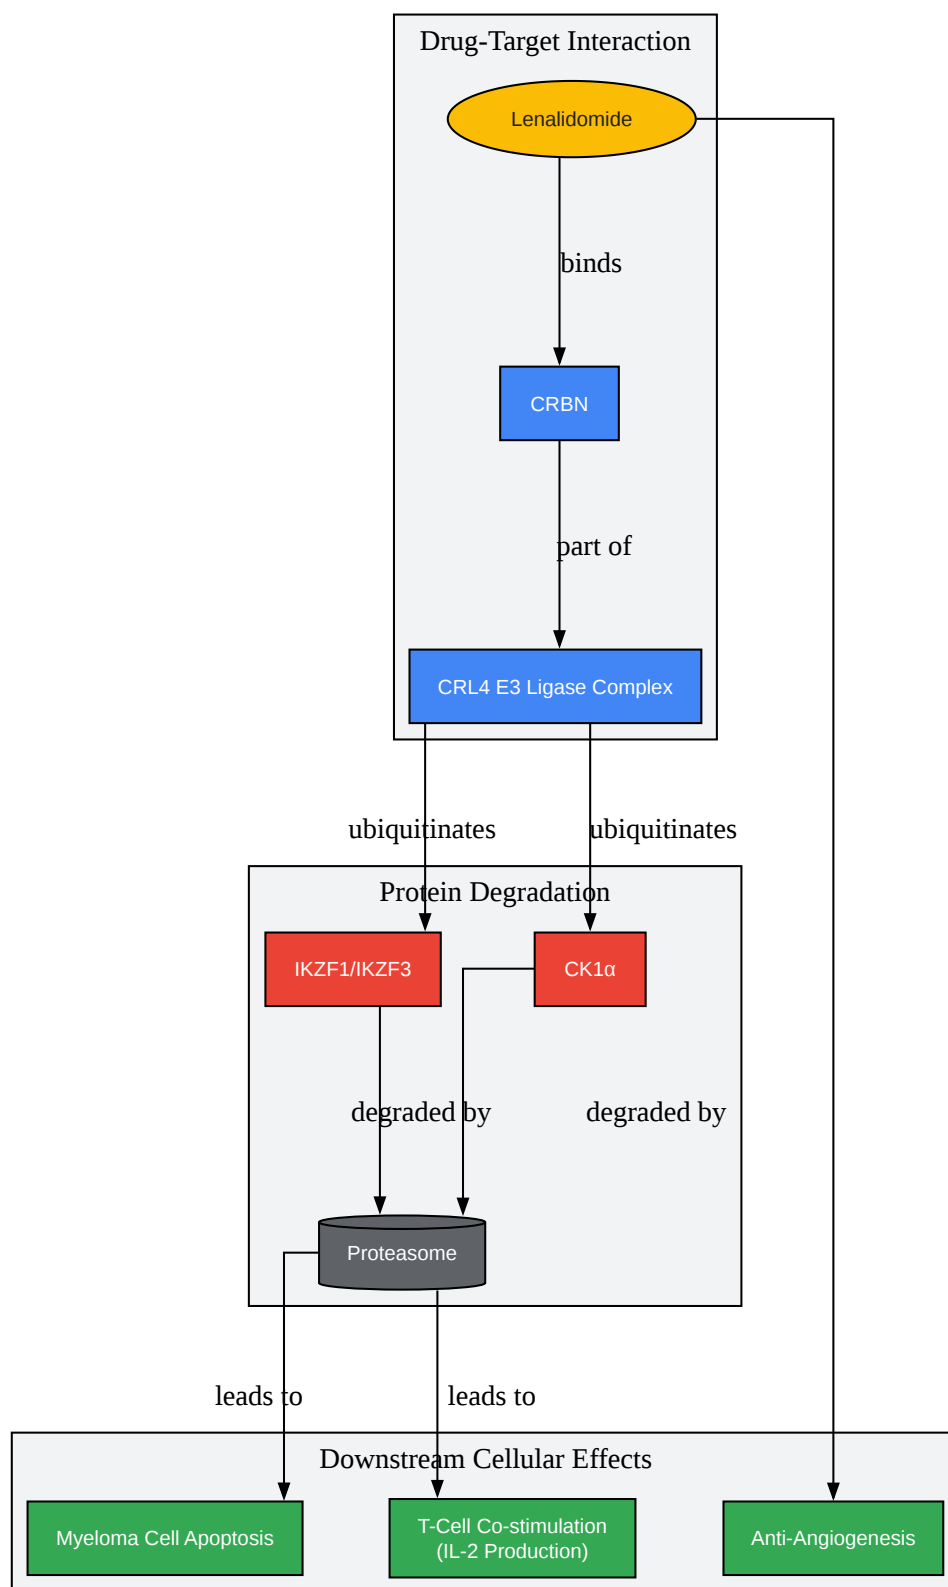 Drug-Target Interaction
Lenalidomide
binds
CRBN
part of
CRL4 E3 Ligase Complex
ubiquitinates
ubiquitinates
Protein Degradation
IKZF1/IKZF3
CK1α
degraded by
degraded by
Proteasome
leads to
leads to
Downstream Cellular Effects
Myeloma Cell Apoptosis
T-Cell Co-stimulation
(IL-2 Production)
Anti-Angiogenesis